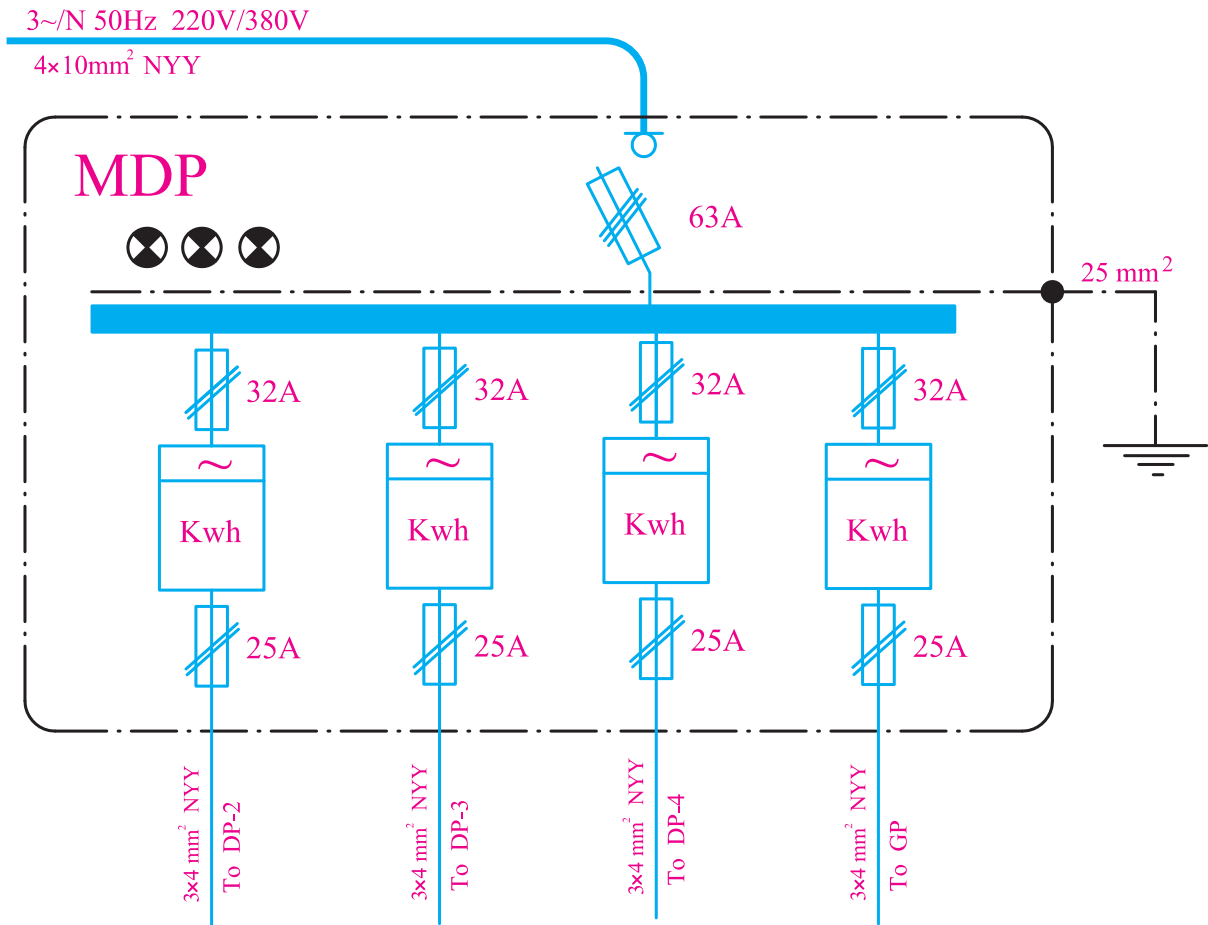 3~/N 50Hz 220V/380V
4×10mm² NYY
MDP
63A
25 mm²
32A
32A
32A
32A
~
~
~
~
Kwh
Kwh
Kwh
Kwh
25A
25A
25A
25A
3×4 mm² NYY
To DP-2
3×4 mm² NYY
To DP-3
3×4 mm² NYY
To DP-4
3×4 mm² NYY
To GP